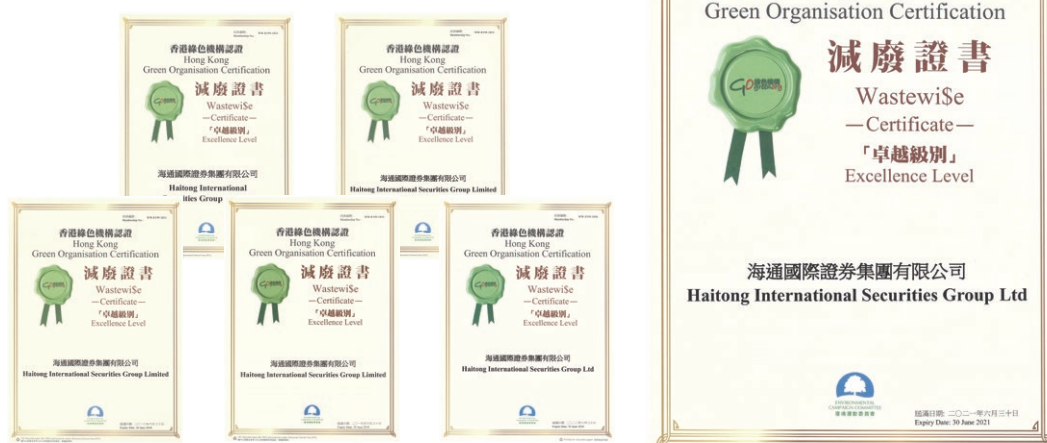 香港綠色機構認證
Hong Kong
Green Organisation Certification
減廢證書
Wastewi$e
—Certificate—
「卓越級別」
Excellence Level
海通國際證券集團有限公司
Haitong International
ities Group
香港綠色機構認證
Hong Kong
Green Organisation Certification
減廢證書
Wastewi$e
—Certificate—
「卓越級別」
Excellence Level
海通國際證券集團有限公司
Haitong International Securities Group Limited
香港綠色機構認證
Hong Kong
Green Organisation Certification
減廢證書
Wastewi$e
—Certificate—
「卓越級別」
Excellence Level
海通國際證券集團有限公司
Haitong International Securities Group Limited
香港綠色機構認證
Hong Kong
Green Organisation Certification
減廢證書
Wastewi$e
—Certificate—
「卓越級別」
Excellence Level
海通國際證券集團有限公司
Haitong International Securities Group Limited
香港綠色機構認證
Hong Kong
Green Organisation Certification
減廢證書
Wastewi$e
—Certificate—
「卓越級別」
Excellence Level
海通國際證券集團有限公司
Haitong International Securities Group Ltd
Green Organisation Certification
減廢證書
Wastewi$e
—Certificate—
「卓越級別」
Excellence Level
海通國際證券集團有限公司
Haitong International Securities Group Ltd
ENVIRONMENTAL
CAMPAIGN COMMITTEE
環境運動委員會
屆滿日期: 二〇二一年六月三十日
Expiry Date: 30 June 2021